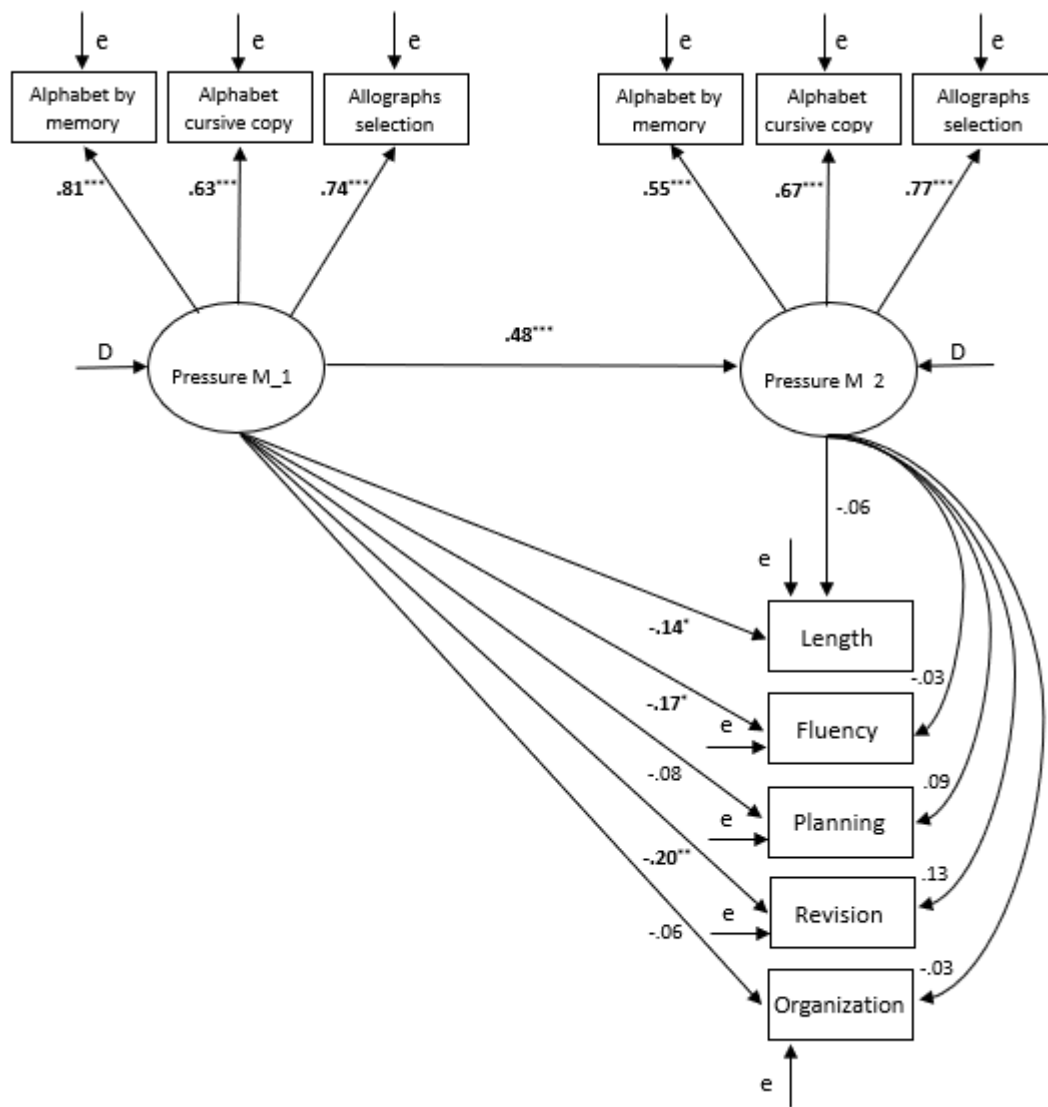 e e e e e e
Alphabet by memory
Alphabet cursive copy
Allographs selection
Alphabet by memory
Alphabet cursive copy
Allographs selection
.81*** .63*** .74*** .55*** .67*** .77***
.48***
D
Pressure M_1
Pressure M 2
D
-.06
e
-.14*
Length
-.03
-.17*
e
Fluency
-.08
.09
e
Planning
-.20**
.13
e
Revision
-.06
-.03
Organization
e